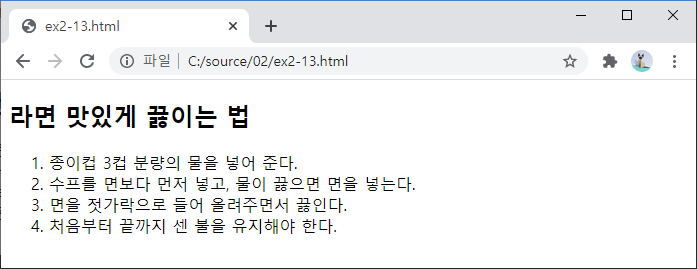 ex2-13.html
파일 C:/source/02/ex2-13.html
라면 맛있게 끓이는 법
1. 종이컵 3컵 분량의 물을 넣어 준다.
2. 수프를 면보다 먼저 넣고, 물이 끓으면 면을 넣는다.
3. 면을 젓가락으로 들어 올려주면서 끓인다.
4. 처음부터 끝까지 센 불을 유지해야 한다.